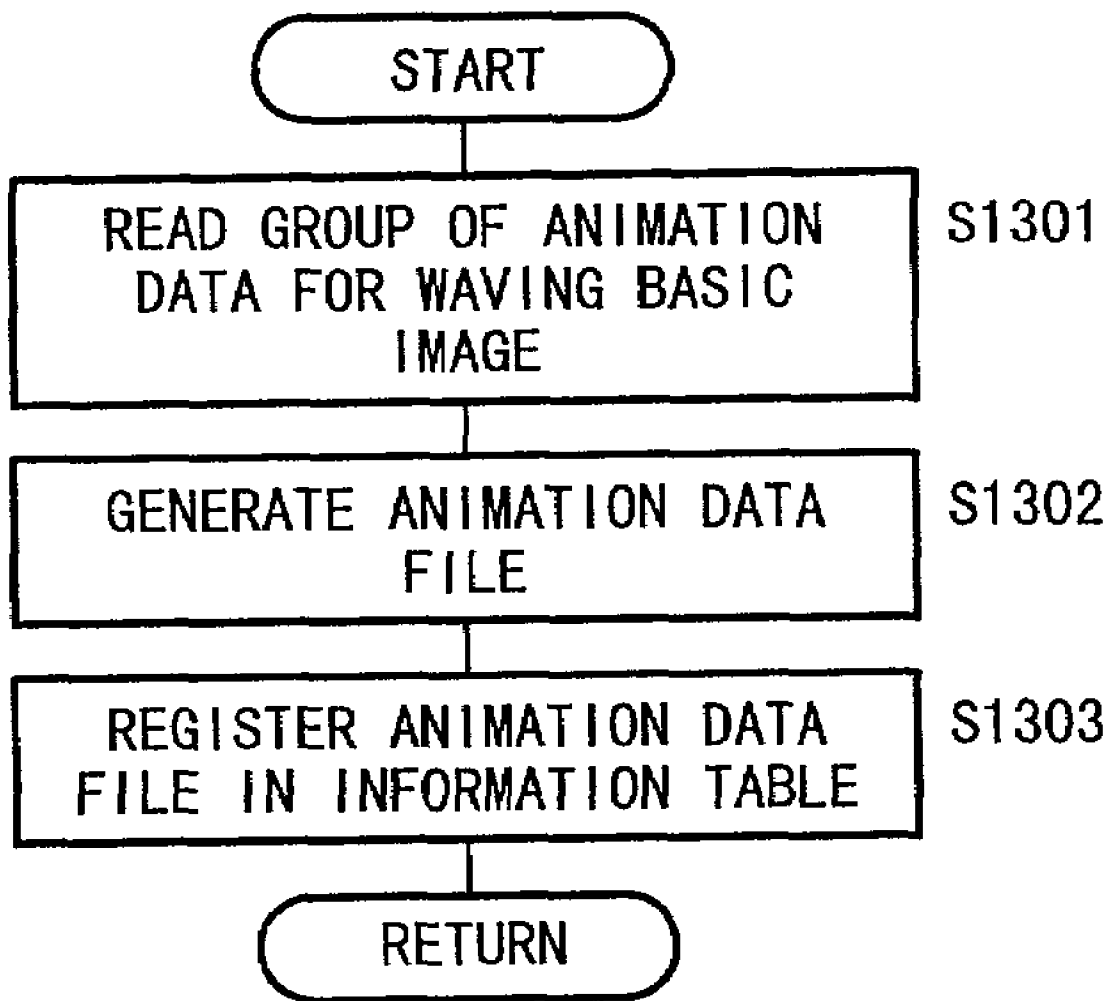 START
READ GROUP OF ANIMATION
DATA FOR WAVING BASIC
IMAGE
S1301
GENERATE ANIMATION DATA
FILE
S1302
REGISTER ANIMATION DATA
FILE IN INFORMATION TABLE
S1303
RETURN